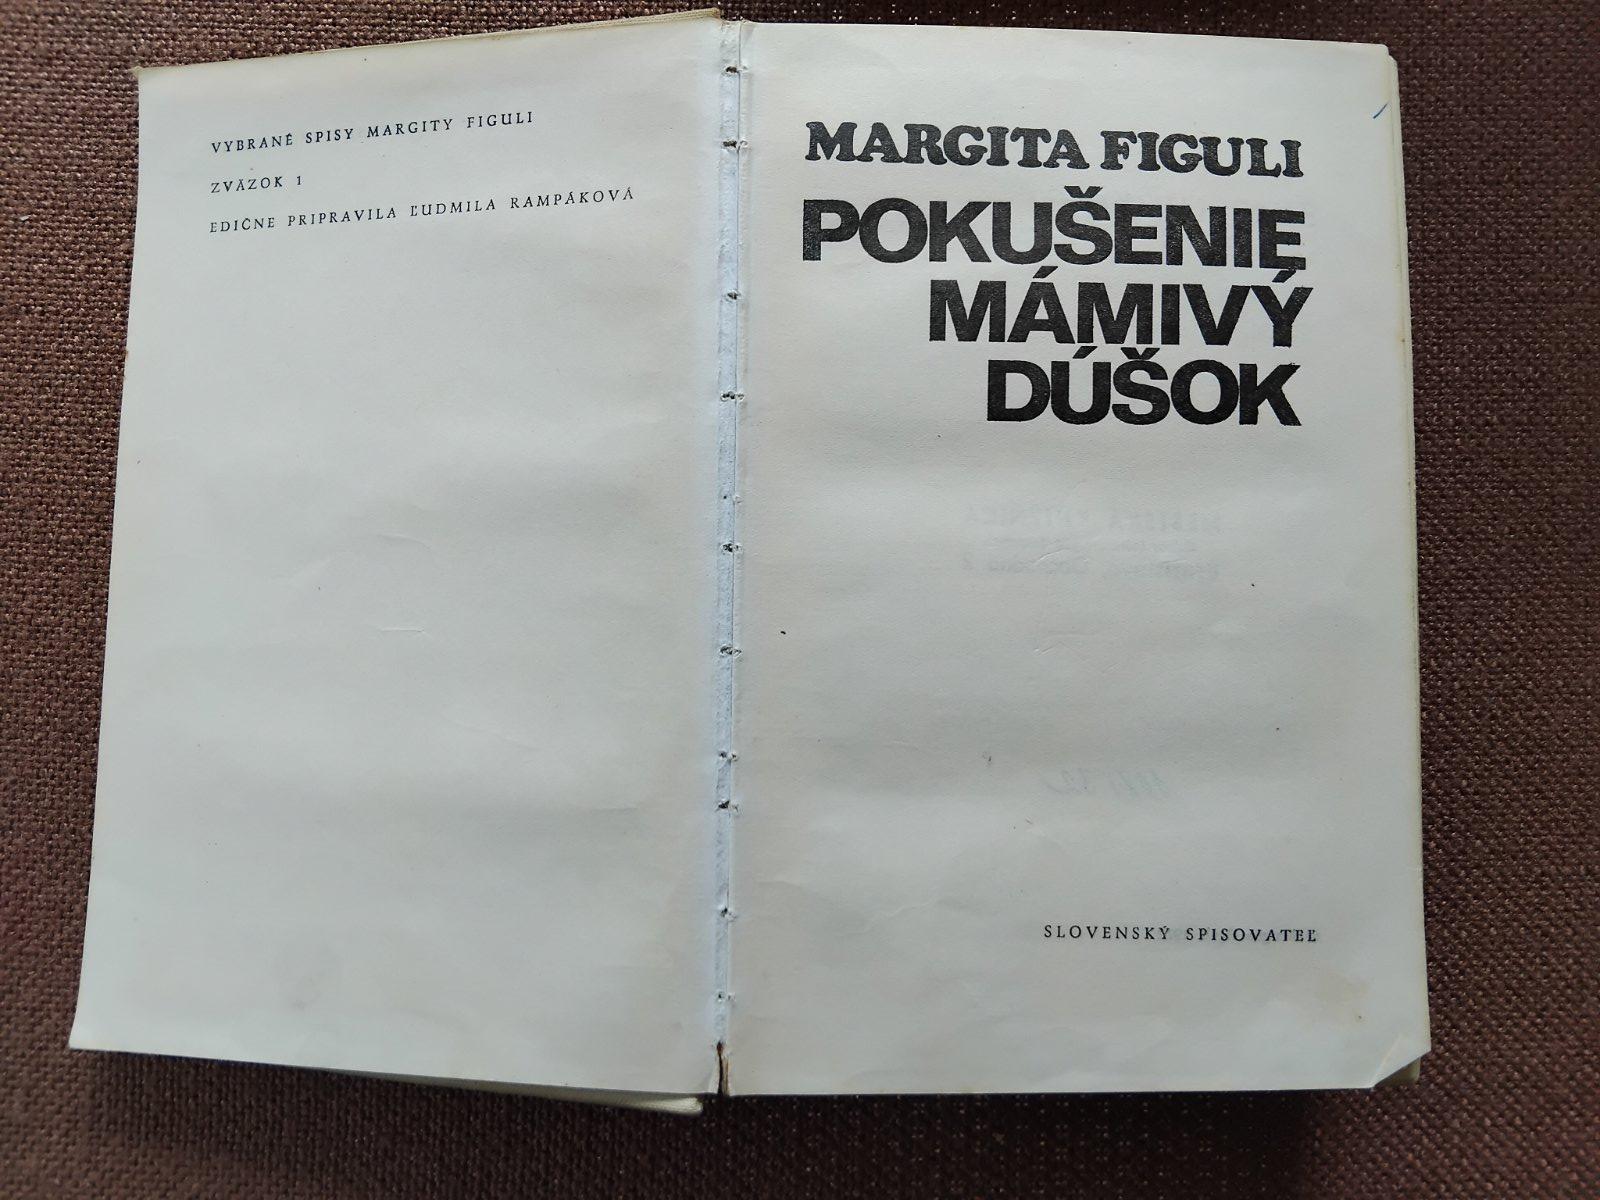 VYBRANÉ SPISY MARGITY FIGULI
ZVÄZOK 1
EDIČNE PRIPRAVILA ĽUDMILA RAMPÁKOVÁ
MARGITA FIGULI
POKUŠENIE
MÁMIVÝ
DÚŠOK
SLOVENSKÝ SPISOVATEĽ